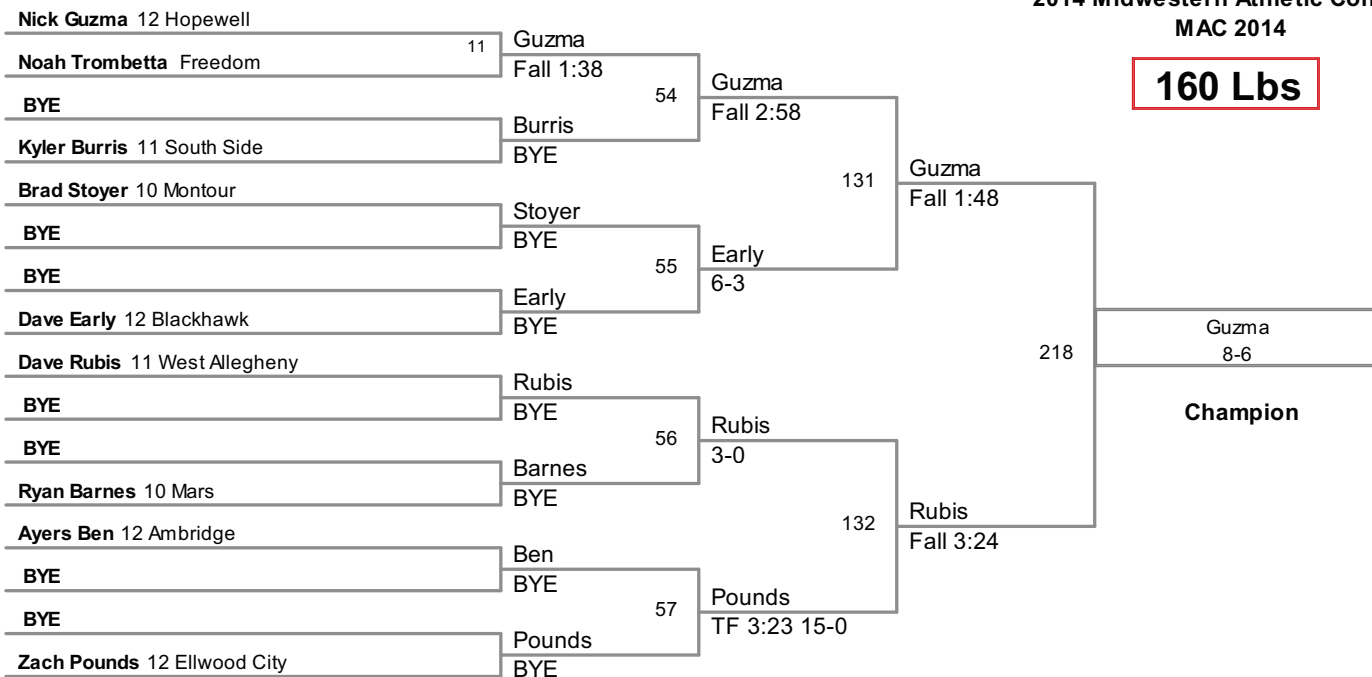 2014 Midwestern Athletic Con
MAC 2014
160 Lbs
Nick Guzma 12 Hopewell
Noah Trombetta Freedom
BYE
Kyler Burris 11 South Side
Brad Stoyer 10 Montour
BYE
BYE
Dave Early 12 Blackhawk
Dave Rubis 11 West Allegheny
BYE
BYE
Ryan Barnes 10 Mars
Ayers Ben 12 Ambridge
BYE
BYE
Zach Pounds 12 Ellwood City
11
Guzma
Fall 1:38
Burris
BYE
Stoyer
BYE
Early
BYE
Rubis
BYE
Barnes
BYE
Ben
BYE
Pounds
BYE
54
55
56
57
Guzma
Fall 2:58
Early
6-3
Rubis
3-0
Pounds
TF 3:23 15-0
131
132
Guzma
Fall 1:48
Rubis
Fall 3:24
218
Guzma
8-6
Champion